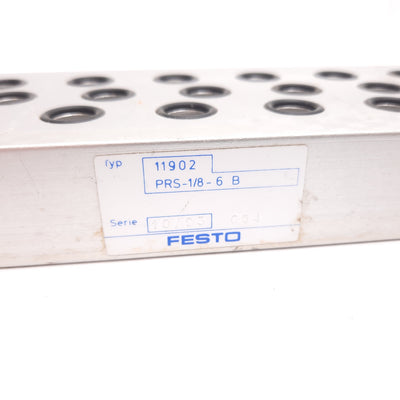 Typ 11902
PRS-1/8-6 B
Serie
FESTO